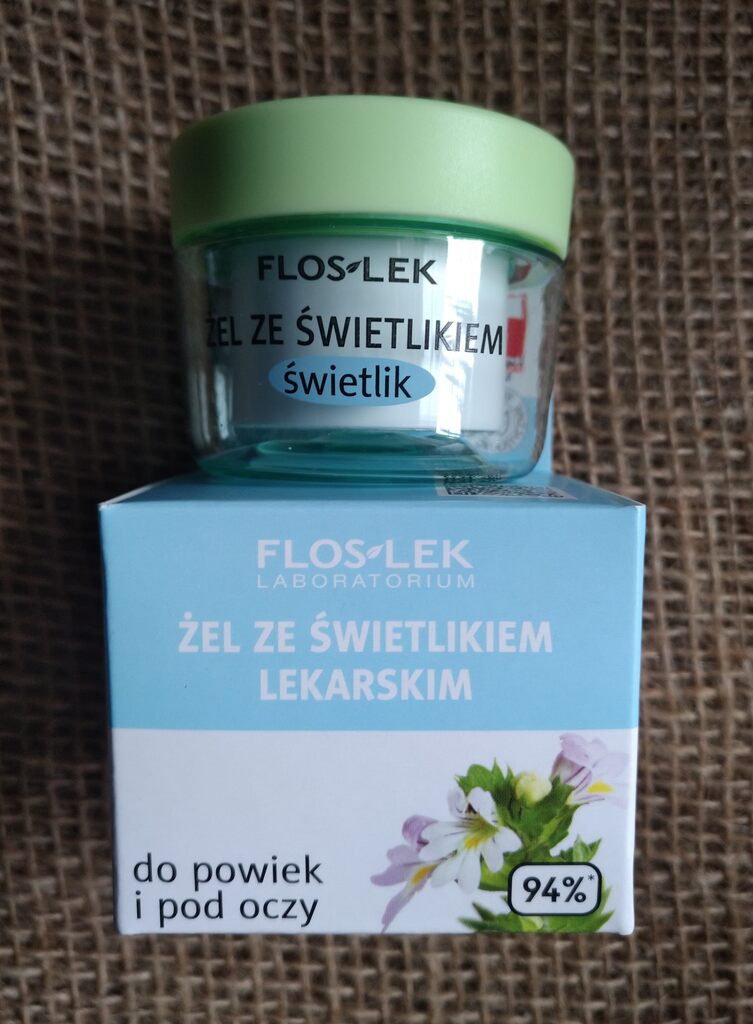 FLOS-LEK
ŻEL ZE ŚWIETLIKIEM
świetlik
FLOS-LEK
LABORATORIUM
ŻEL ZE ŚWIETLIKIEM
LEKARSKIM
do powiek
i pod oczy
94%*